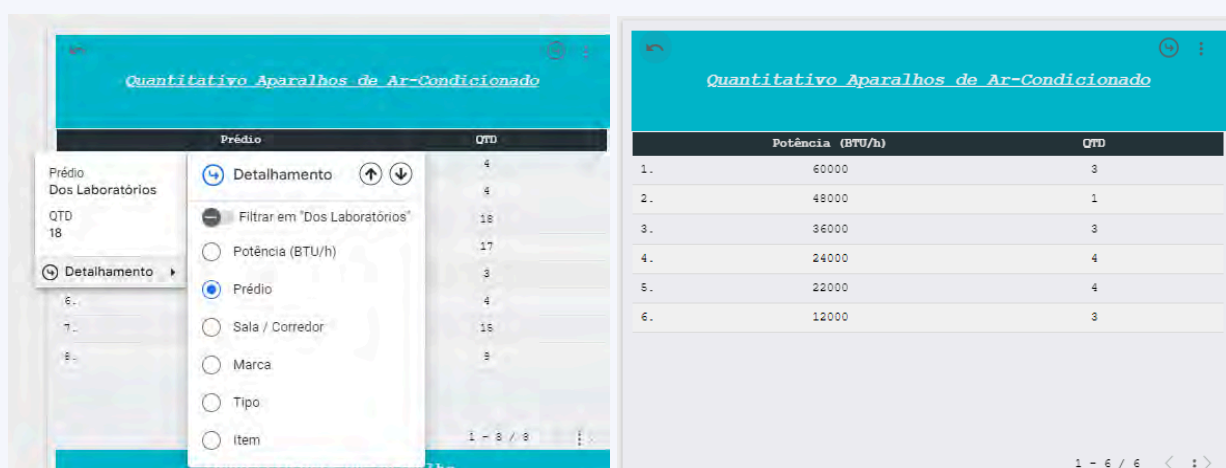 Quantitativo Aparalhos de Ar-Condicionado
Prédio QTD
4
4
18
17
3
6. 4
7. 16
8. 9
1 - 8 / 8
Prédio
Dos Laboratórios
QTD
18
Detalhamento
Detalhamento
Filtrar em "Dos Laboratórios"
Potência (BTU/h)
Prédio
Sala / Corredor
Marca
Tipo
Item
Quantitativo Aparalhos de Ar-Condicionado
Potência (BTU/h) QTD
1. 60000 3
2. 48000 1
3. 36000 3
4. 24000 4
5. 22000 4
6. 12000 3
1 - 6 / 6